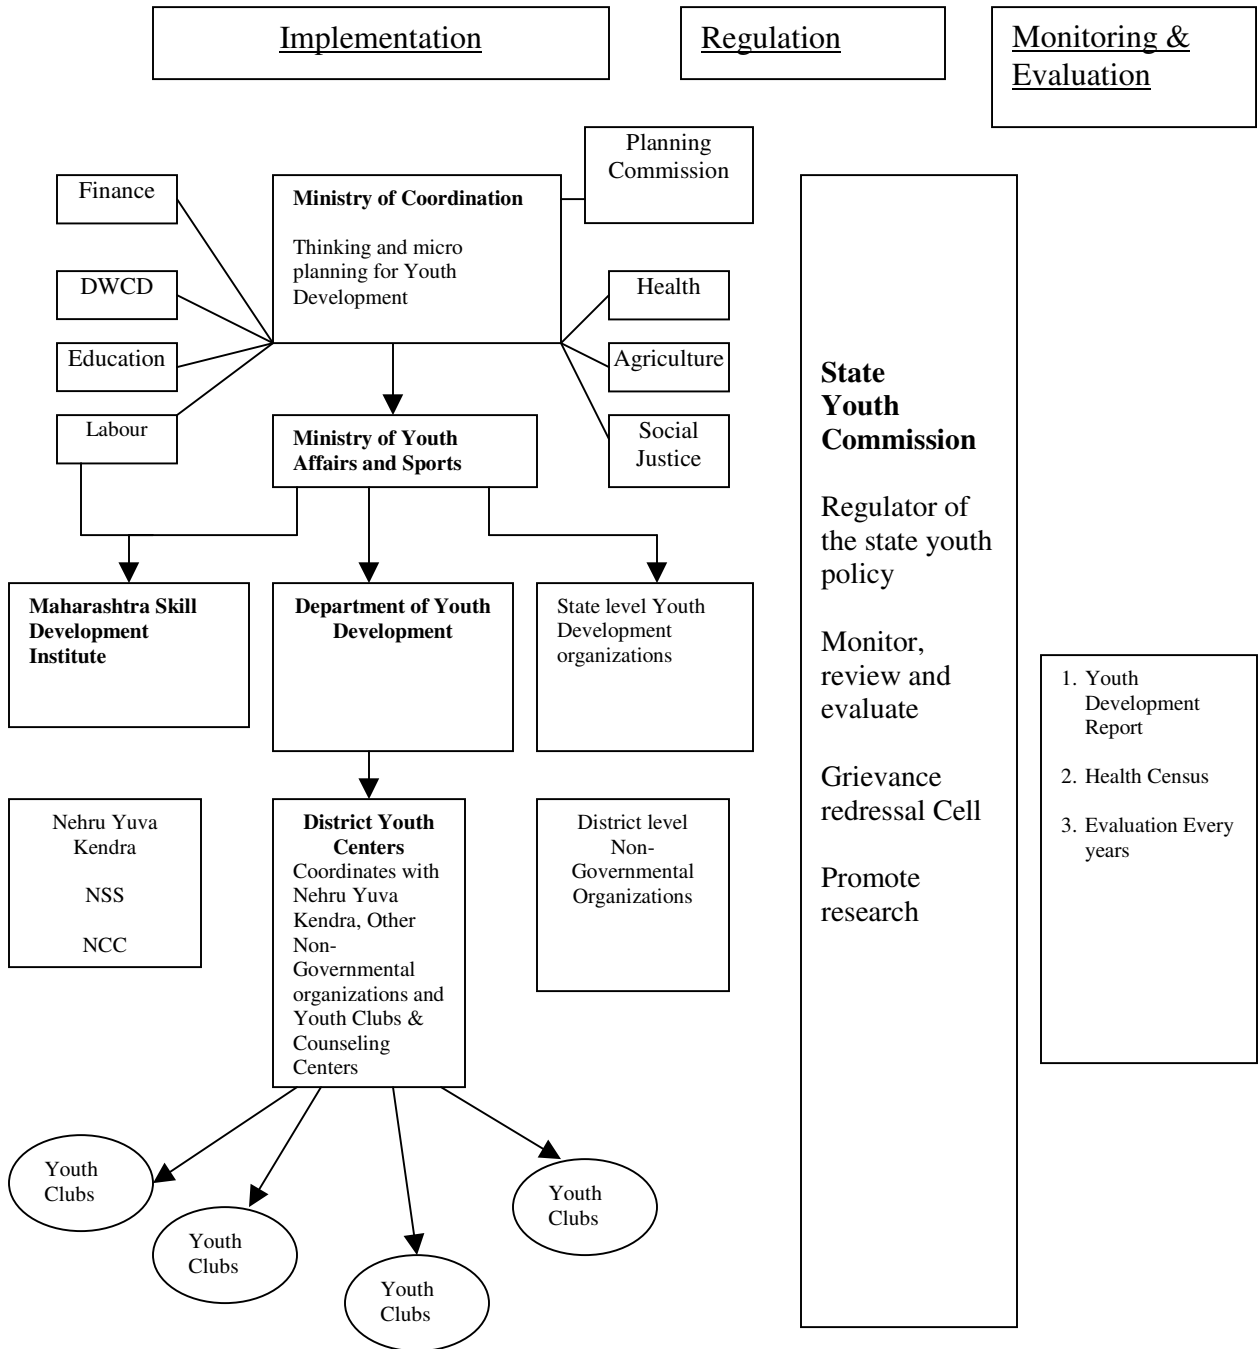 Implementation
Regulation
Monitoring &
Evaluation
Planning
Commission
Finance
Ministry of Coordination
Thinking and micro
planning for Youth
Development
DWCD
Health
Education
Agriculture
Labour
Ministry of Youth
Affairs and Sports
Social
Justice
Maharashtra Skill
Development
Institute
Department of Youth
Development
State level Youth
Development
organizations
Nehru Yuva
Kendra
NSS
NCC
District Youth
Centers
Coordinates with
Nehru Yuva
Kendra, Other
Non-
Governmental
organizations and
Youth Clubs &
Counseling
Centers
District level
Non-
Governmental
Organizations
Youth
Clubs
Youth
Clubs
Youth
Clubs
Youth
Clubs
State
Youth
Commission
Regulator of
the state youth
policy
Monitor,
review and
evaluate
Grievance
redressal Cell
Promote
research
1. Youth
Development
Report
2. Health Census
3. Evaluation Every
years